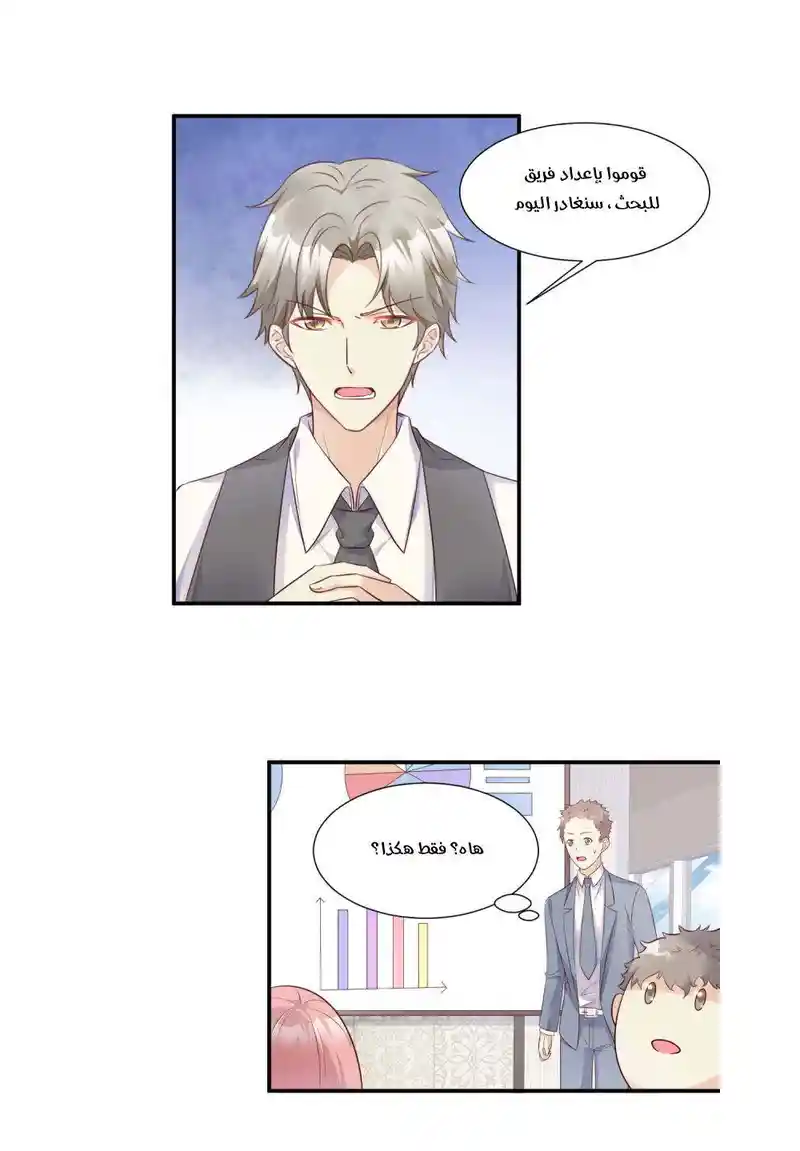 قوموا بإعداد فريق
للبحث ، سنغادر اليوم
هاه؟ فقط هكذا؟